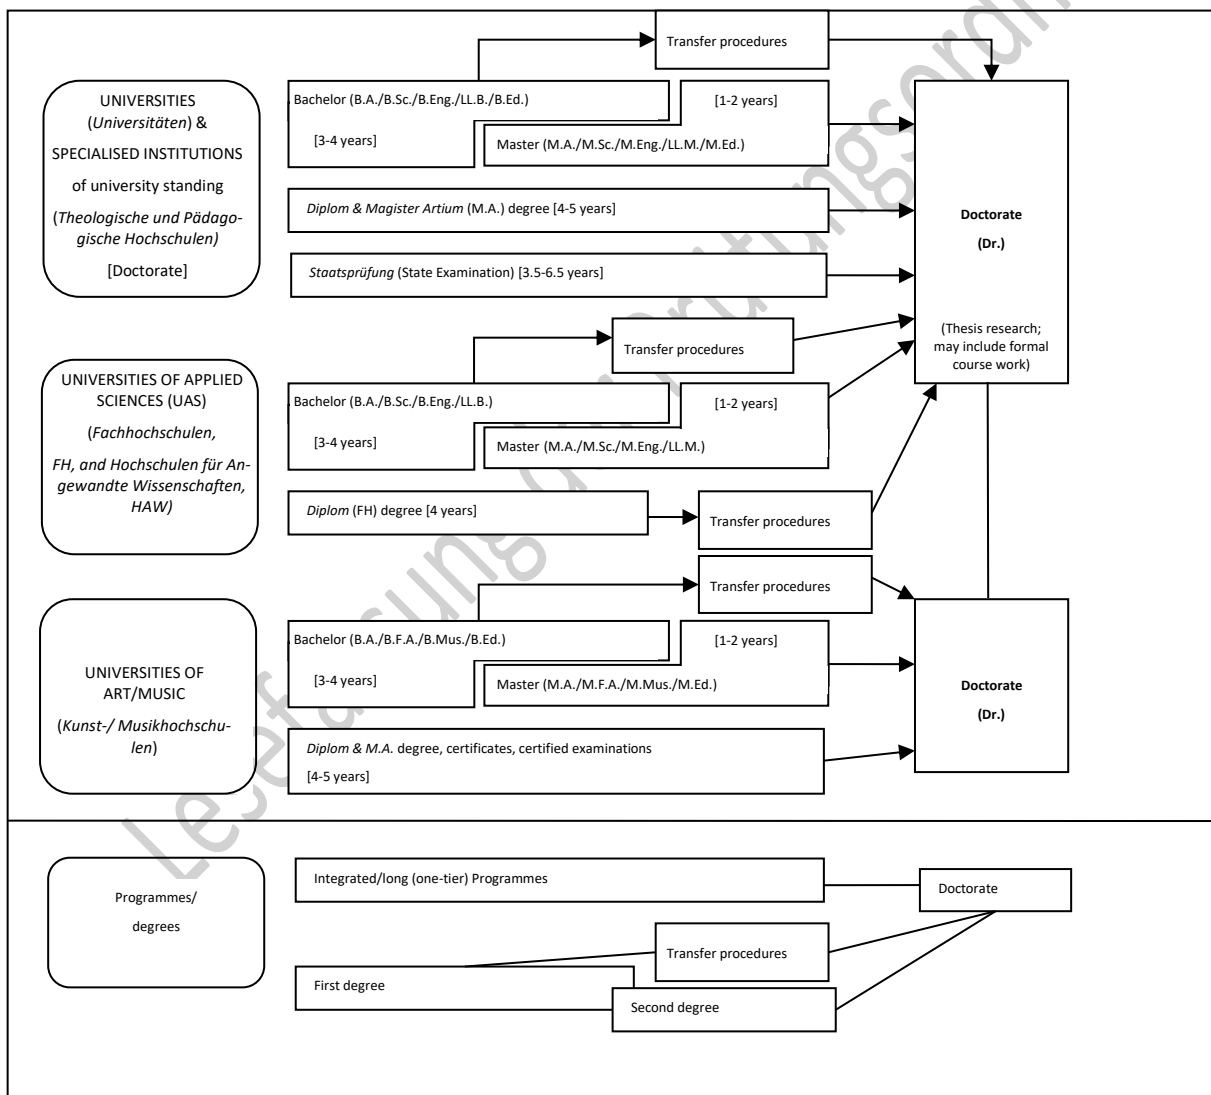 Transfer procedures
UNIVERSITIES
(Universitäten) &
SPECIALISED INSTITUTIONS
of university standing
(Theologische und Pädago-
gische Hochschulen)
[Doctorate]
Bachelor (B.A./B.Sc./B.Eng./LL.B./B.Ed.)
[3-4 years]
[1-2 years]
Master (M.A./M.Sc./M.Eng./LL.M./M.Ed.)
Diplom & Magister Artium (M.A.) degree [4-5 years]
Staatsprüfung (State Examination) [3.5-6.5 years]
Doctorate
(Dr.)
(Thesis research;
may include formal
course work)
Transfer procedures
UNIVERSITIES OF APPLIED
SCIENCES (UAS)
(Fachhochschulen,
FH, and Hochschulen für An-
gewandte Wissenschaften,
HAW)
Bachelor (B.A./B.Sc./B.Eng./LL.B.)
[3-4 years]
[1-2 years]
Master (M.A./M.Sc./M.Eng./LL.M.)
Diplom (FH) degree [4 years]
Transfer procedures
Transfer procedures
UNIVERSITIES OF
ART/MUSIC
(Kunst-/ Musikhochschu-
len)
Bachelor (B.A./B.F.A./B.Mus./B.Ed.)
[3-4 years]
[1-2 years]
Master (M.A./M.F.A./M.Mus./M.Ed.)
Diplom & M.A. degree, certificates, certified examinations
[4-5 years]
Doctorate
(Dr.)
Programmes/
degrees
Integrated/long (one-tier) Programmes
Doctorate
Transfer procedures
First degree
Second degree